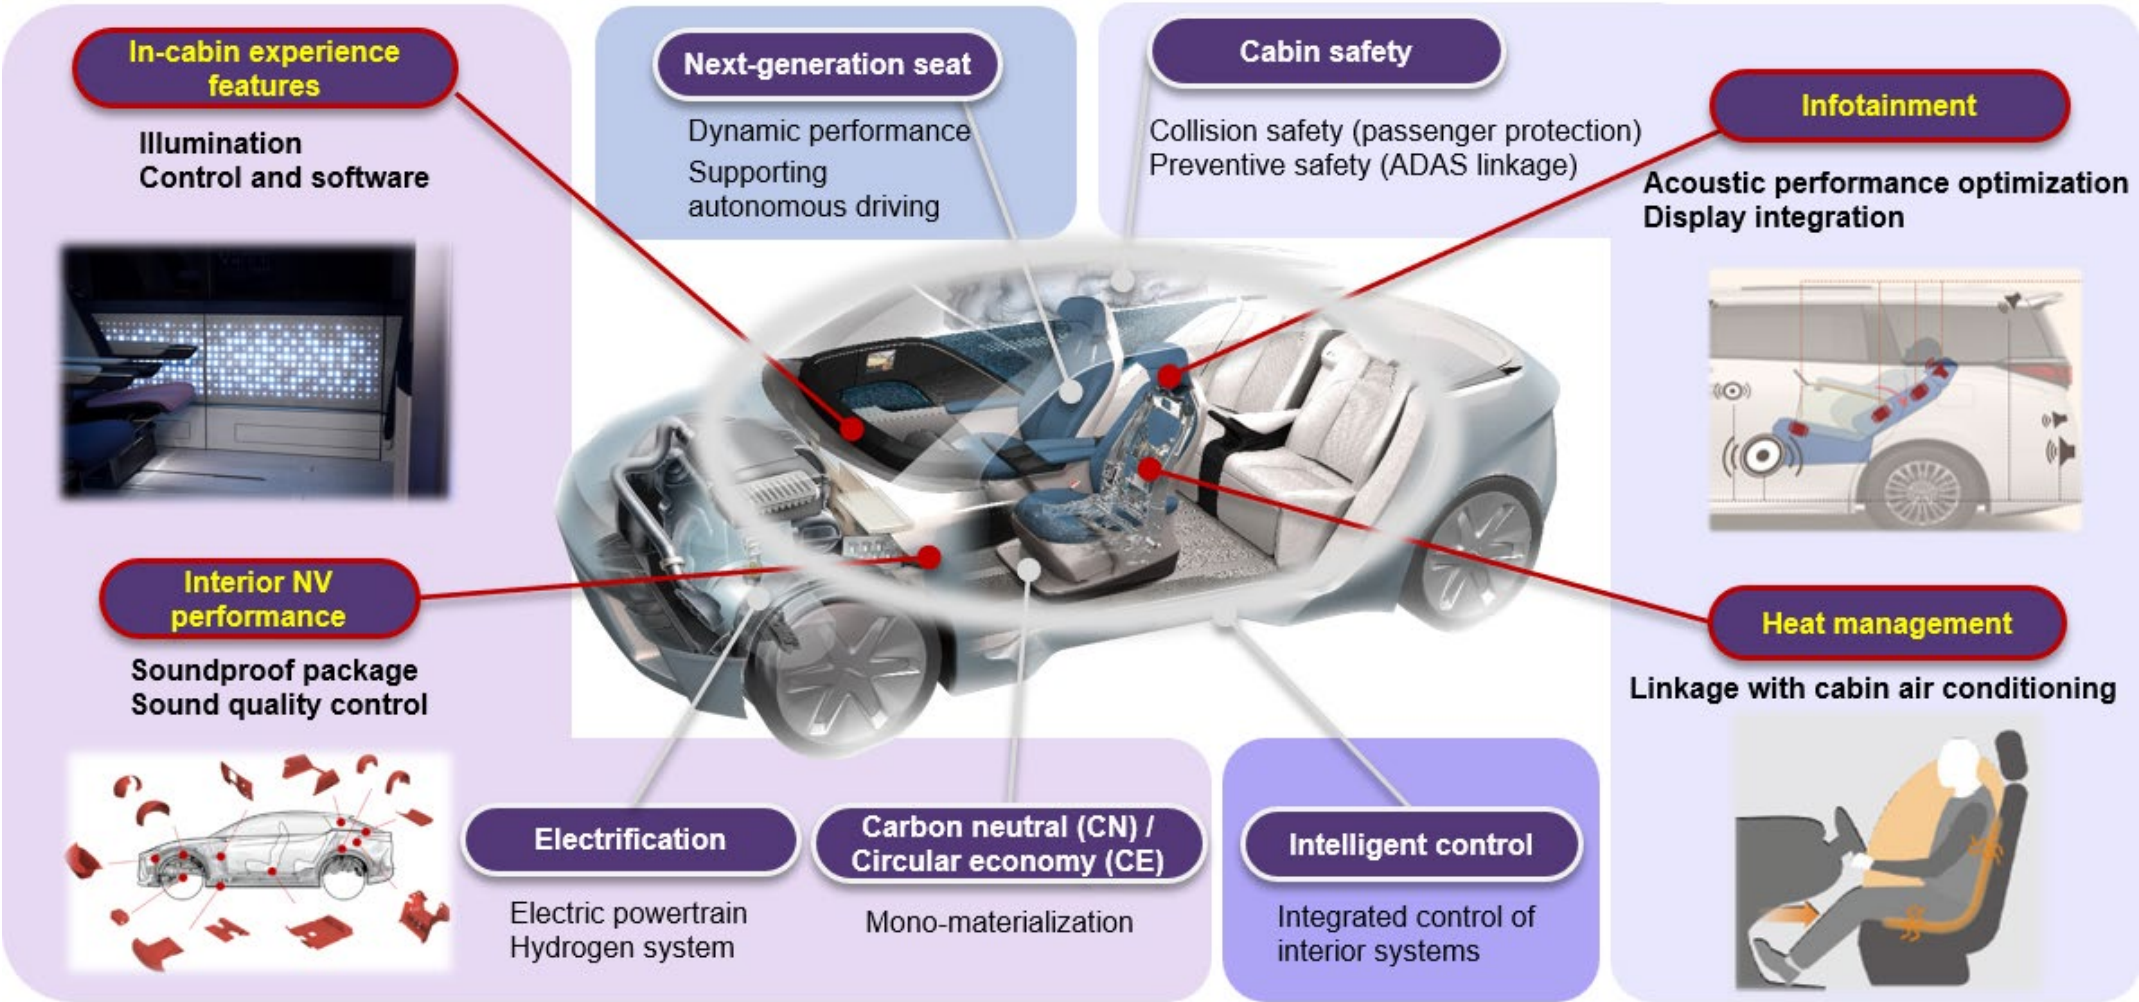 In-cabin experience
features
Illumination
Control and software
Next-generation seat
Dynamic performance
Supporting
autonomous driving
Cabin safety
Collision safety (passenger protection)
Preventive safety (ADAS linkage)
Infotainment
Acoustic performance optimization
Display integration
Interior NV
performance
Soundproof package
Sound quality control
Heat management
Linkage with cabin air conditioning
Electrification
Electric powertrain
Hydrogen system
Carbon neutral (CN) /
Circular economy (CE)
Mono-materialization
Intelligent control
Integrated control of
interior systems